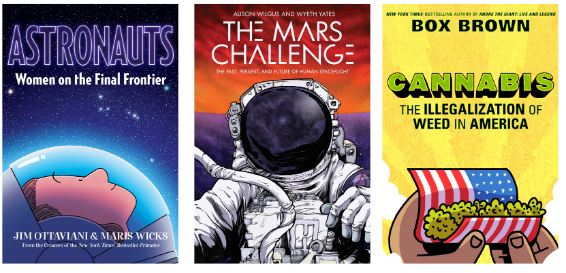 ASTRONAUTS
Women on the Final Frontier
JIM OTTAVIANI & MARIS WICKS
From the Creators of the New York Times Bestseller Primates
ALISON WILGUS AND WYETH YATES
THE MARS
CHALLENGE
THE PAST, PRESENT, AND FUTURE OF HUMAN SPACEFLIGHT
NEW YORK TIMES-BESTSELLING AUTHOR OF ANDRE THE GIANT: LIFE AND LEGEND
BOX BROWN
CANNABIS
THE ILLEGALIZATION OF
WEED IN AMERICA